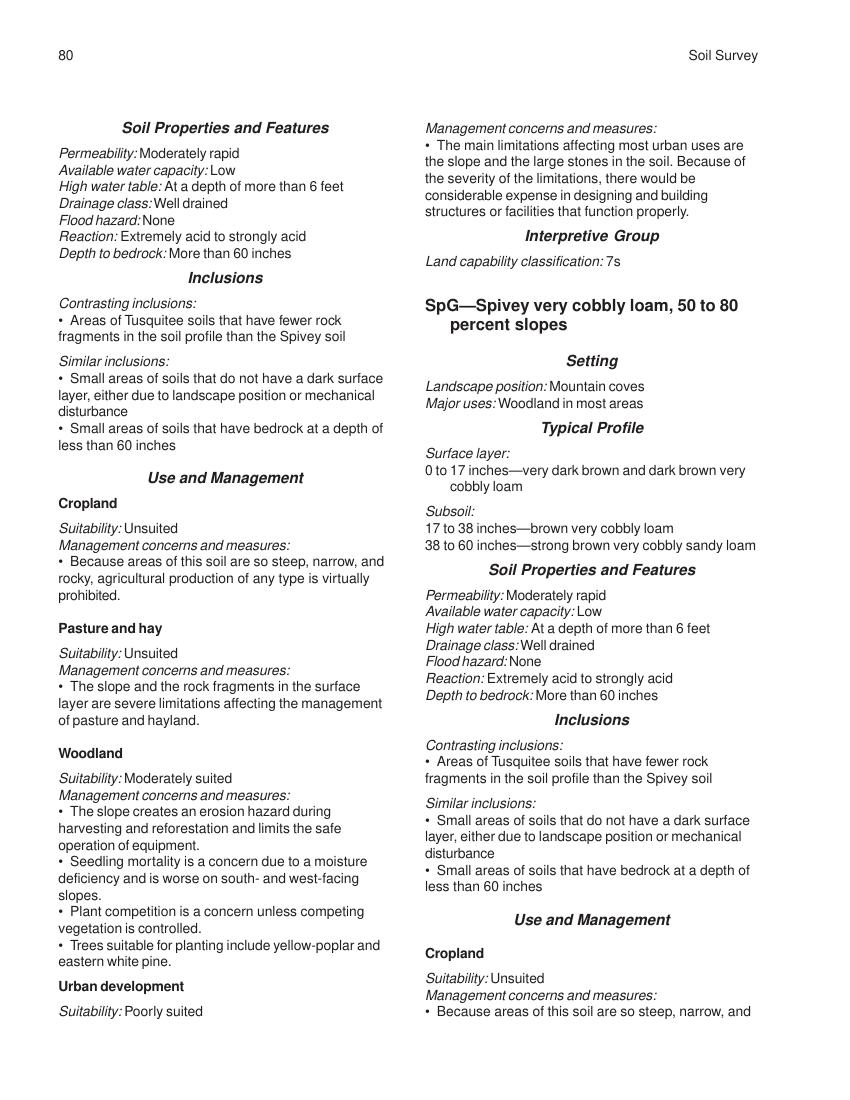 80
Soil Survey
Soil Properties and Features
Permeability: Moderately rapid
Available water capacity: Low
High water table: At a depth of more than 6 feet
Drainage class: Well drained
Flood hazard: None
Reaction: Extremely acid to strongly acid
Depth to bedrock: More than 60 inches
Inclusions
Contrasting inclusions:
• Areas of Tusquitee soils that have fewer rock
fragments in the soil profile than the Spivey soil
Similar inclusions:
• Small areas of soils that do not have a dark surface
layer, either due to landscape position or mechanical
disturbance
• Small areas of soils that have bedrock at a depth of
less than 60 inches
Use and Management
Cropland
Suitability: Unsuited
Management concerns and measures:
• Because areas of this soil are so steep, narrow, and
rocky, agricultural production of any type is virtually
prohibited.
Pasture and hay
Suitability: Unsuited
Management concerns and measures:
• The slope and the rock fragments in the surface
layer are severe limitations affecting the management
of pasture and hayland.
Woodland
Suitability: Moderately suited
Management concerns and measures:
• The slope creates an erosion hazard during
harvesting and reforestation and limits the safe
operation of equipment.
• Seedling mortality is a concern due to a moisture
deficiency and is worse on south- and west-facing
slopes.
• Plant competition is a concern unless competing
vegetation is controlled.
• Trees suitable for planting include yellow-poplar and
eastern white pine.
Urban development
Suitability: Poorly suited
Management concerns and measures:
• The main limitations affecting most urban uses are
the slope and the large stones in the soil. Because of
the severity of the limitations, there would be
considerable expense in designing and building
structures or facilities that function properly.
Interpretive Group
Land capability classification: 7s
SpG—Spivey very cobbly loam, 50 to 80
percent slopes
Setting
Landscape position: Mountain coves
Major uses: Woodland in most areas
Typical Profile
Surface layer:
0 to 17 inches—very dark brown and dark brown very
cobbly loam
Subsoil:
17 to 38 inches—brown very cobbly loam
38 to 60 inches—strong brown very cobbly sandy loam
Soil Properties and Features
Permeability: Moderately rapid
Available water capacity: Low
High water table: At a depth of more than 6 feet
Drainage class: Well drained
Flood hazard: None
Reaction: Extremely acid to strongly acid
Depth to bedrock: More than 60 inches
Inclusions
Contrasting inclusions:
• Areas of Tusquitee soils that have fewer rock
fragments in the soil profile than the Spivey soil
Similar inclusions:
• Small areas of soils that do not have a dark surface
layer, either due to landscape position or mechanical
disturbance
• Small areas of soils that have bedrock at a depth of
less than 60 inches
Use and Management
Cropland
Suitability: Unsuited
Management concerns and measures:
• Because areas of this soil are so steep, narrow, and